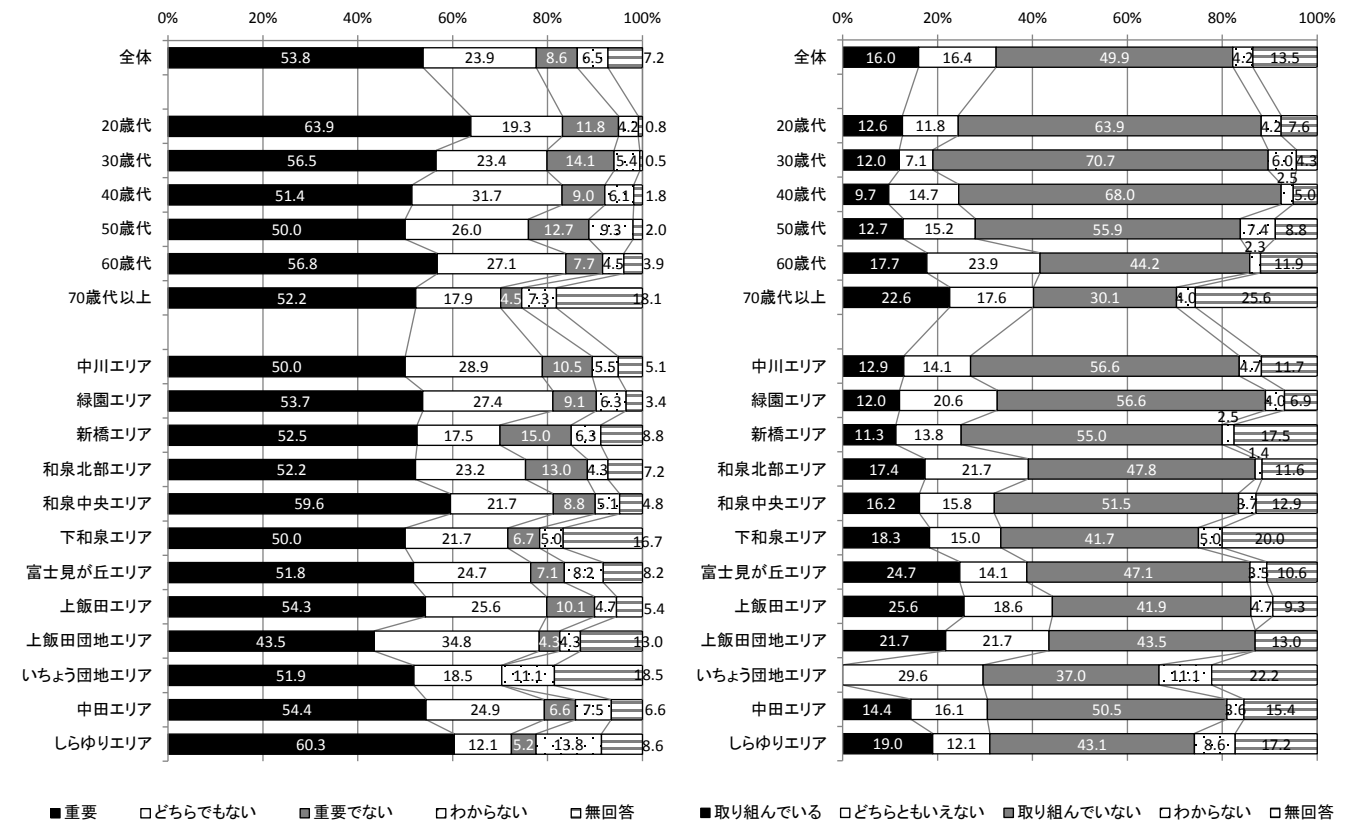 0% 20% 40% 60% 80% 100%
全体 53.8 23.9 8.6 6.5 7.2
20歳代 63.9 19.3 11.8 4.2 0.8
30歳代 56.5 23.4 14.1 5.4 0.5
40歳代 51.4 31.7 9.0 6.1 1.8
50歳代 50.0 26.0 12.7 9.3 2.0
60歳代 56.8 27.1 7.7 4.5 3.9
70歳代以上 52.2 17.9 4.5 7.3 18.1
中川エリア 50.0 28.9 10.5 5.5 5.1
緑園エリア 53.7 27.4 9.1 6.3 3.4
新橋エリア 52.5 17.5 15.0 6.3 8.8
和泉北部エリア 52.2 23.2 13.0 4.3 7.2
和泉中央エリア 59.6 21.7 8.8 5.1 4.8
下和泉エリア 50.0 21.7 6.7 5.0 16.7
富士見が丘エリア 51.8 24.7 7.1 8.2 8.2
上飯田エリア 54.3 25.6 10.1 4.7 5.4
上飯田団地エリア 43.5 34.8 4.3 4.3 13.0
いちょう団地エリア 51.9 18.5 11.1 18.5
中田エリア 54.4 24.9 6.6 7.5 6.6
しらゆりエリア 60.3 12.1 5.2 13.8 8.6
■重要 □どちらでもない ■重要でない □わからない 無回答
0% 20% 40% 60% 80% 100%
全体 16.0 16.4 49.9 4.2 13.5
20歳代 12.6 11.8 63.9 4.2 7.6
30歳代 12.0 7.1 70.7 6.0 4.3
40歳代 9.7 14.7 68.0 2.5 5.0
50歳代 12.7 15.2 55.9 7.4 8.8
60歳代 17.7 23.9 44.2 2.3 11.9
70歳代以上 22.6 17.6 30.1 4.0 25.6
中川エリア 12.9 14.1 56.6 4.7 11.7
緑園エリア 12.0 20.6 56.6 4.0 6.9
新橋エリア 11.3 13.8 55.0 2.5 17.5
和泉北部エリア 17.4 21.7 47.8 1.4 11.6
和泉中央エリア 16.2 15.8 51.5 3.7 12.9
下和泉エリア 18.3 15.0 41.7 5.0 20.0
富士見が丘エリア 24.7 14.1 47.1 3.5 10.6
上飯田エリア 25.6 18.6 41.9 4.7 9.3
上飯田団地エリア 21.7 21.7 43.5 13.0
いちょう団地エリア 29.6 37.0 11.1 22.2
中田エリア 14.4 16.1 50.5 3.6 15.4
しらゆりエリア 19.0 12.1 43.1 8.6 17.2
■取り組んでいる □どちらともいえない ■取り組んでいない □わからない 無回答